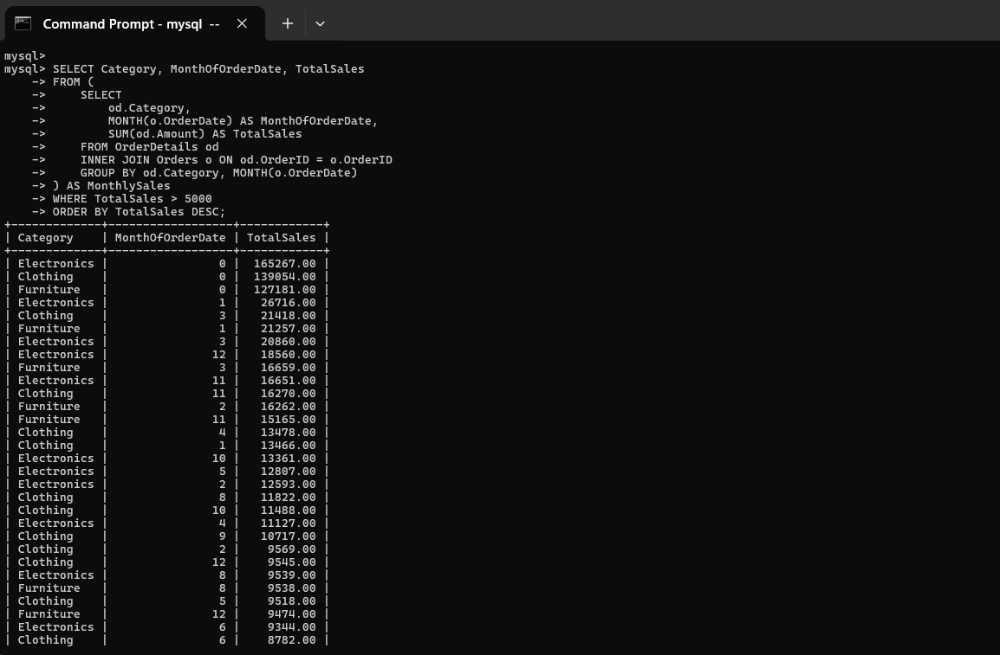 Command Prompt - mysql  --
mysql>
mysql> SELECT Category, MonthOfOrderDate, TotalSales
    -> FROM (
    ->     SELECT
    ->         od.Category,
    ->         MONTH(o.OrderDate) AS MonthOfOrderDate,
    ->         SUM(od.Amount) AS TotalSales
    ->     FROM OrderDetails od
    ->     INNER JOIN Orders o ON od.OrderID = o.OrderID
    ->     GROUP BY od.Category, MONTH(o.OrderDate)
    -> ) AS MonthlySales
    -> WHERE TotalSales > 5000
    -> ORDER BY TotalSales DESC;
+-------------+------------------+------------+
| Category    | MonthOfOrderDate | TotalSales |
+-------------+------------------+------------+
| Electronics |                0 |  165267.00 |
| Clothing    |                0 |  139054.00 |
| Furniture   |                0 |  127181.00 |
| Electronics |                1 |   26716.00 |
| Clothing    |                3 |   21418.00 |
| Furniture   |                1 |   21257.00 |
| Electronics |                3 |   20860.00 |
| Electronics |               12 |   18560.00 |
| Furniture   |                3 |   16659.00 |
| Electronics |               11 |   16651.00 |
| Clothing    |               11 |   16270.00 |
| Furniture   |                2 |   16262.00 |
| Furniture   |               11 |   15165.00 |
| Clothing    |                4 |   13478.00 |
| Clothing    |                1 |   13466.00 |
| Electronics |               10 |   13361.00 |
| Electronics |                5 |   12807.00 |
| Electronics |                2 |   12593.00 |
| Clothing    |                8 |   11822.00 |
| Clothing    |               10 |   11488.00 |
| Electronics |                4 |   11127.00 |
| Clothing    |                9 |   10717.00 |
| Clothing    |                2 |    9569.00 |
| Clothing    |               12 |    9545.00 |
| Electronics |                8 |    9539.00 |
| Furniture   |                8 |    9538.00 |
| Clothing    |                5 |    9518.00 |
| Furniture   |               12 |    9474.00 |
| Electronics |                6 |    9344.00 |
| Clothing    |                6 |    8782.00 |